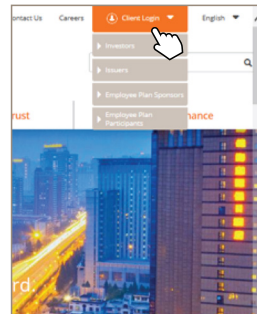 ontact Us Careers Client Login English
Investors
Issuers
Employee Plan Sponsors
Employee Plan
Participants
rust nance
rd.